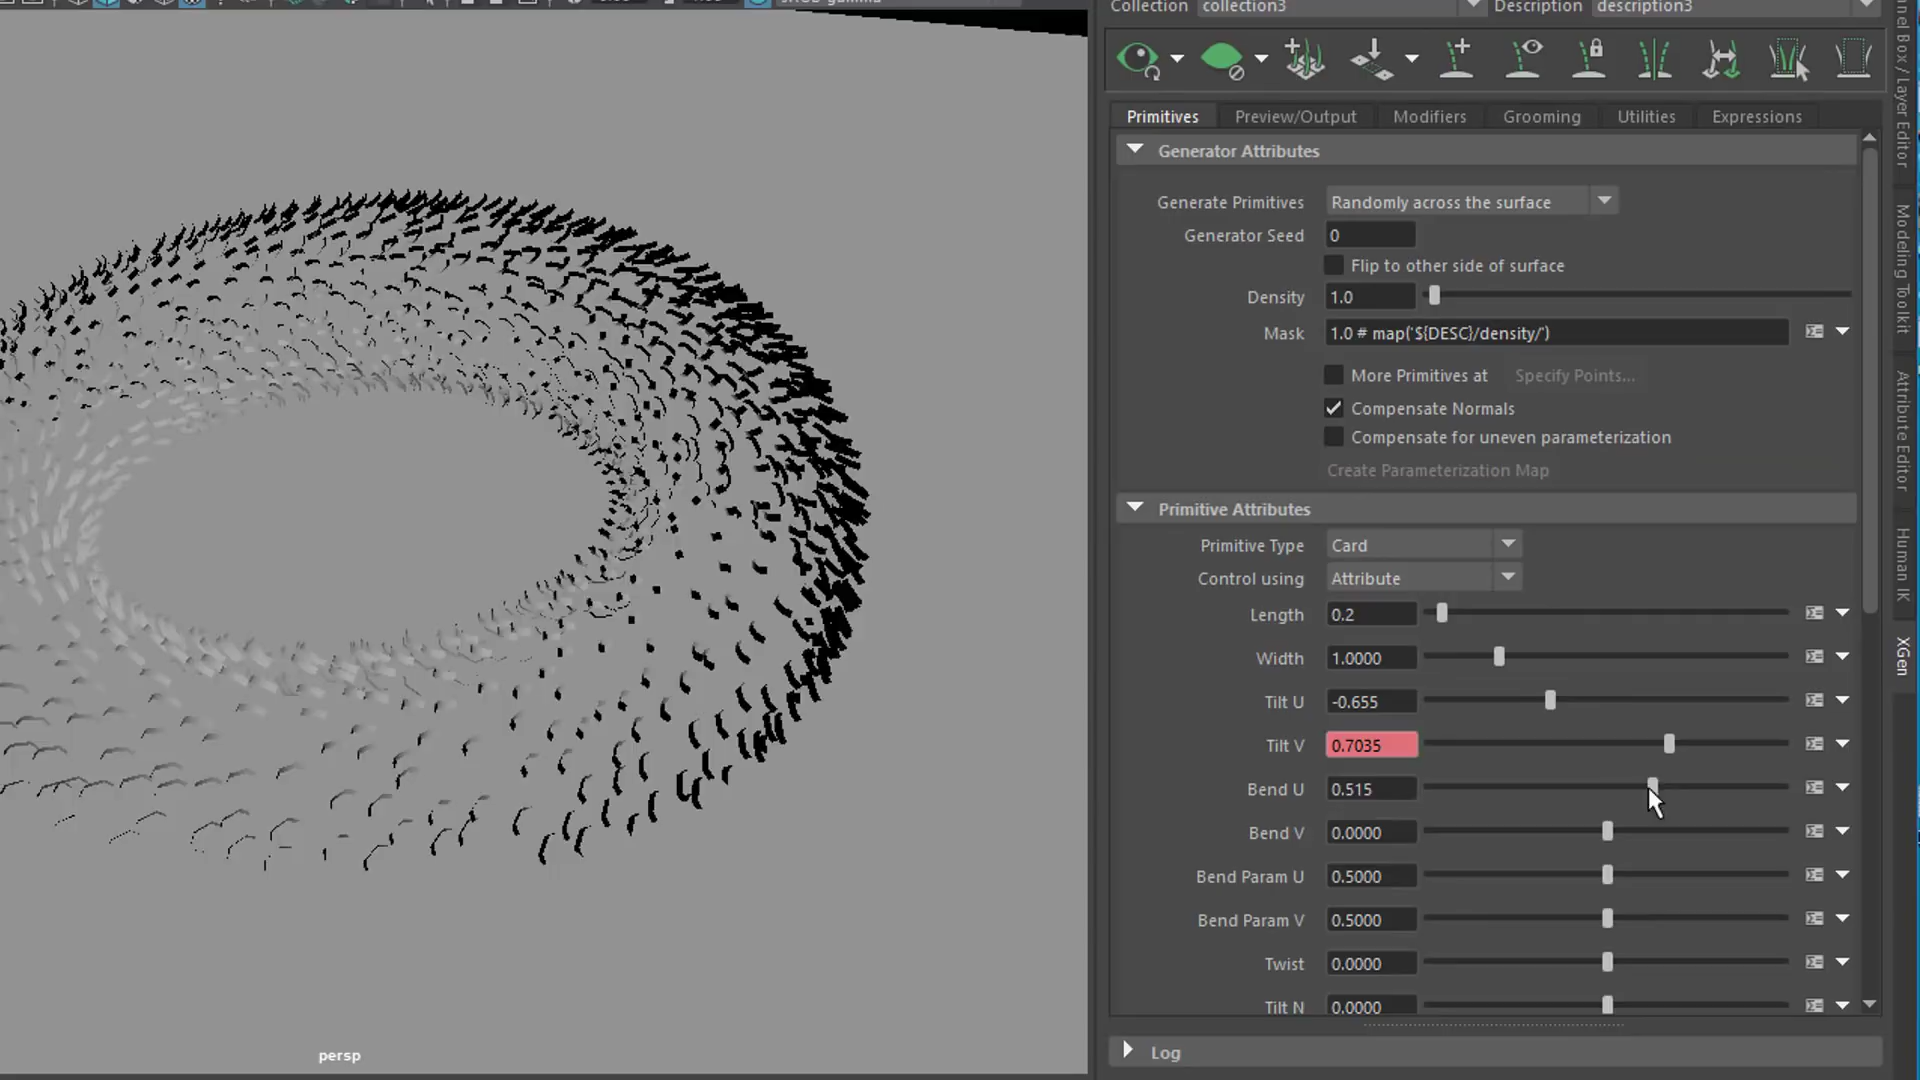 Collection collection3 Description description3
Primitives Preview/Output Modifiers Grooming Utilities Expressions
Generator Attributes
Generate Primitives Randomly across the surface
Generator Seed 0
Flip to other side of surface
Density 1.0
Mask 1.0 # map('${DESC}/density/')
More Primitives at Specify Points...
Compensate Normals
Compensate for uneven parameterization
Create Parameterization Map
Primitive Attributes
Primitive Type Card
Control using Attribute
Length 0.2
Width 1.0000
Tilt U -0.655
Tilt V 0.7035
Bend U 0.515
Bend V 0.0000
Bend Param U 0.5000
Bend Param V 0.5000
Twist 0.0000
Tilt N 0.0000
Log
persp
Box / Layer Editor
Modeling Toolkit
Attribute Editor
Human IK
XGen